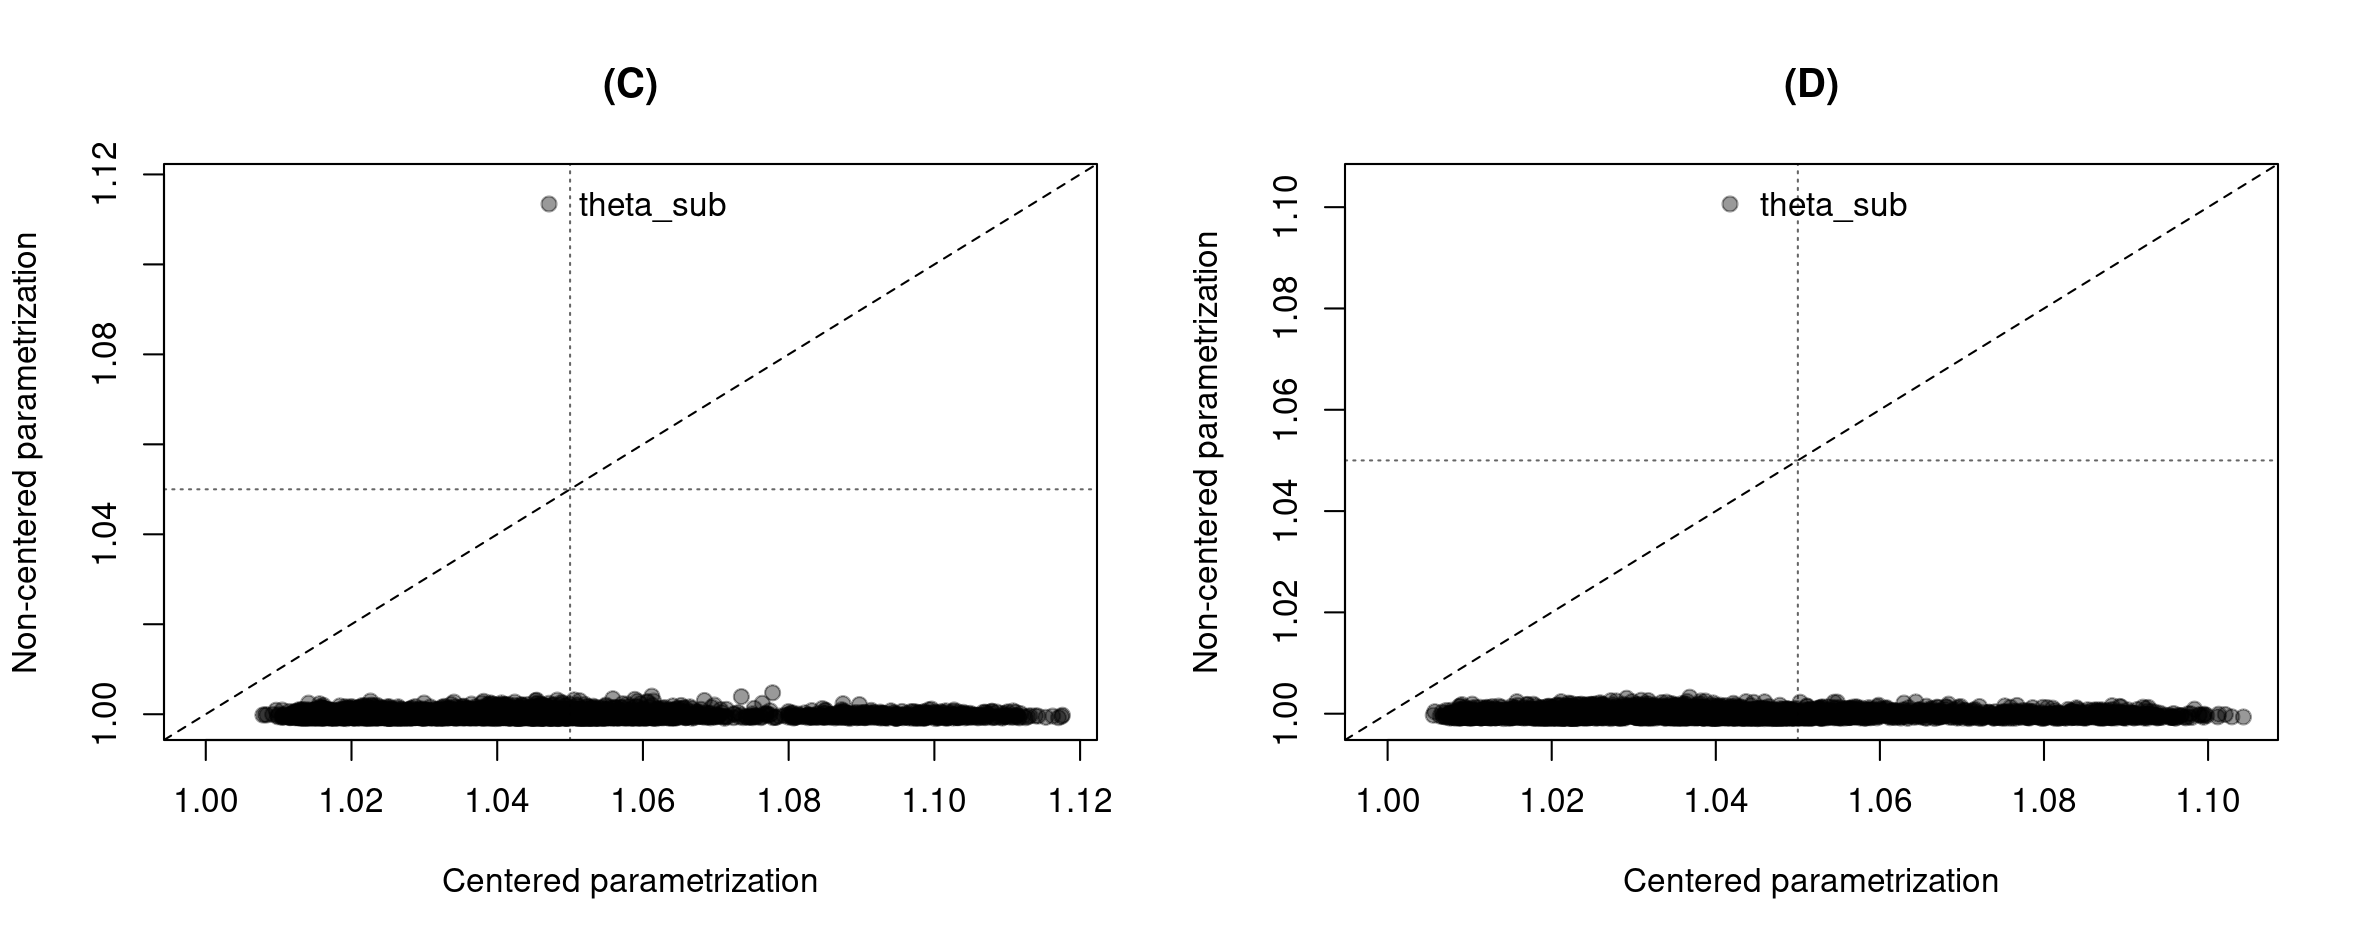 (C)
theta_sub
Non-centered parametrization
1.12
1.08
1.04
1.00
1.00 1.02 1.04 1.06 1.08 1.10 1.12
Centered parametrization
(D)
theta_sub
Non-centered parametrization
1.10
1.08
1.06
1.04
1.02
1.00
1.00 1.02 1.04 1.06 1.08 1.10
Centered parametrization